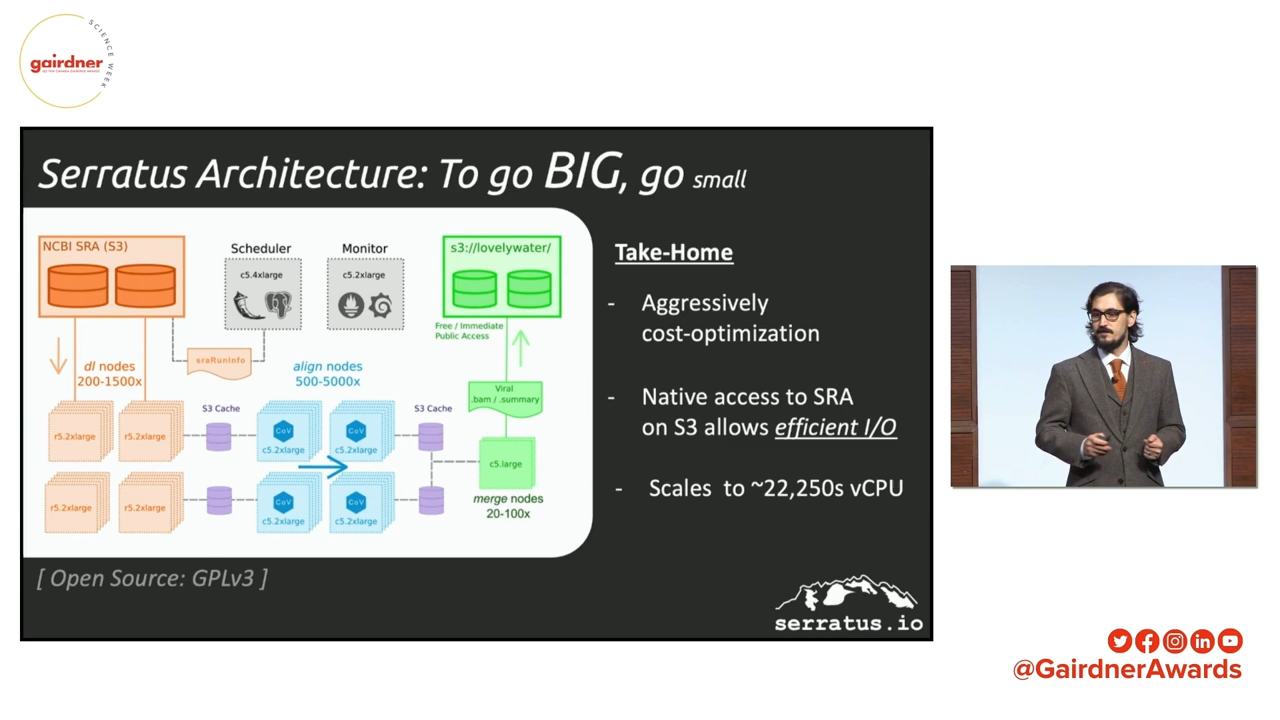 SCIENCE WEEK
gairdner
Serratus Architecture: To go BIG, go small
NCBI SRA (S3)
Scheduler
c5.4xlarge
Monitor
c5.2xlarge
s3://lovelywater/
Free / Immediate
Public Access
sraRunInfo
dl nodes
200-1500x
align nodes
500-5000x
Viral
.bam / .summary
S3 Cache
S3 Cache
r5.2xlarge
r5.2xlarge
CoV
c5.2xlarge
CoV
c5.2xlarge
c5.large
r5.2xlarge
r5.2xlarge
CoV
c5.2xlarge
CoV
c5.2xlarge
merge nodes
20-100x
Take-Home
- Aggressively
cost-optimization
- Native access to SRA
on S3 allows efficient I/O
- Scales to ~22,250s vCPU
[ Open Source: GPLv3 ]
serratus.io
@GairdnerAwards